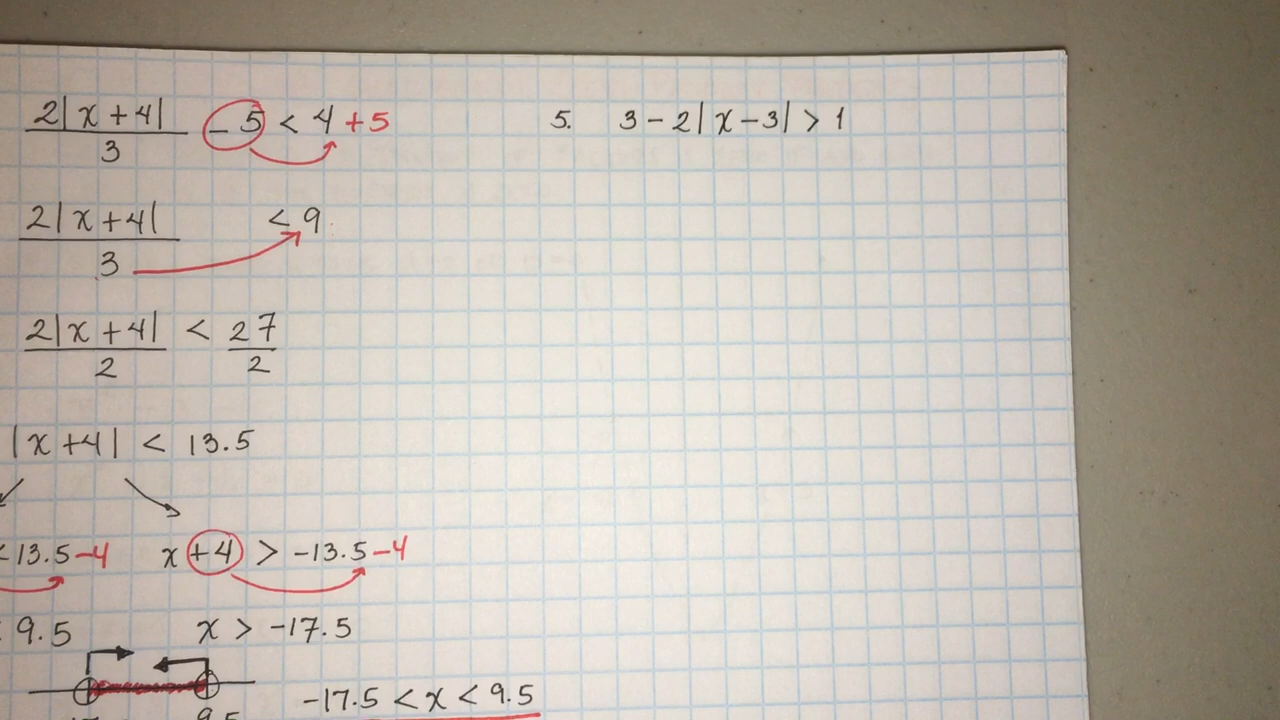 2|x+4| - 5 < 4 +5
3
2|x+4| < 9
3
2|x+4| < 27
2 2
|x+4| < 13.5
<13.5-4 x+4 > -13.5-4
< 9.5 x > -17.5
-17.5 < x < 9.5
5. 3-2|x-3| > 1